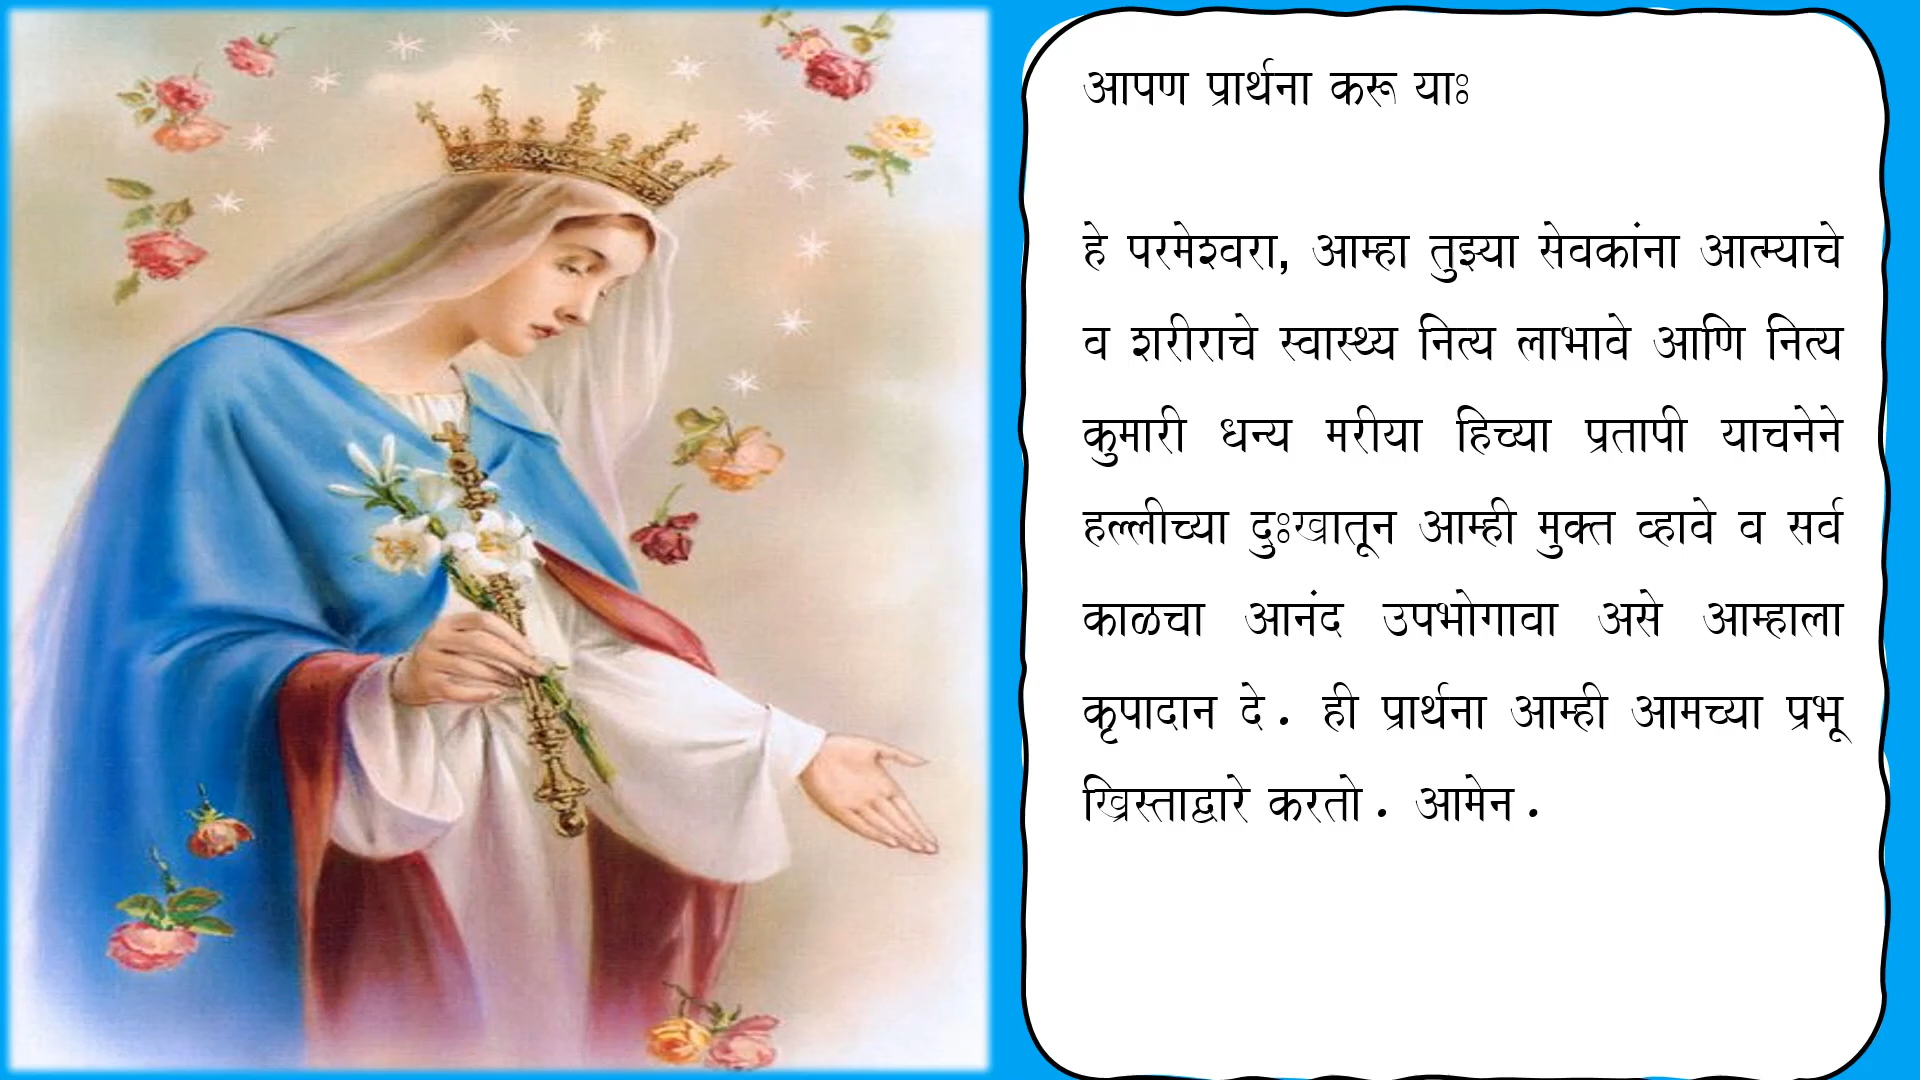 आपण प्रार्थना करू याः
हे परमेश्वरा, आम्हा तुझ्या सेवकांना आत्म्याचे
व शरीराचे स्वास्थ्य नित्य लाभावे आणि नित्य
कुमारी धन्य मरीया हिच्या प्रतापी याचनेने
हल्लीच्या दुःखातून आम्ही मुक्त व्हावे व सर्व
काळचा आनंद उपभोगावा असे आम्हाला
कृपादान दे. ही प्रार्थना आम्ही आमच्या प्रभू
ख्रिस्ताद्वारे करतो. आमेन.